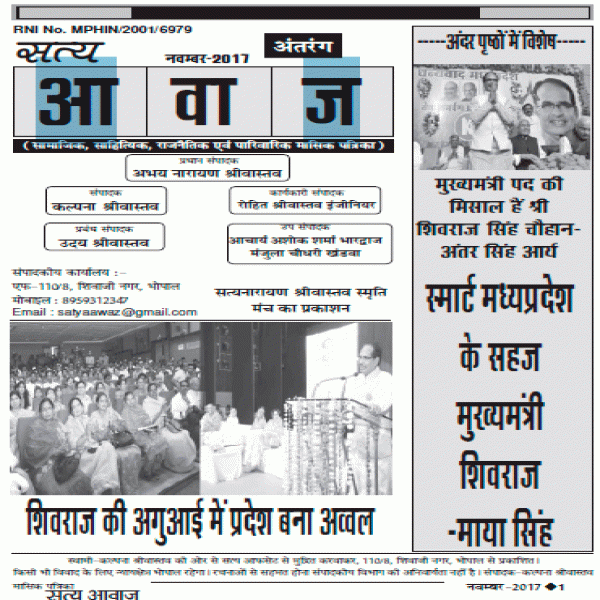 RNI No. MPHIN/2001/6979
सत्य
नवम्बर-2017
अंतरंग
आ वा ज
( सामाजिक, साहित्यिक, राजनैतिक एवं पारिवारिक मासिक पत्रिका )
प्रधान संपादक
अभय नारायण श्रीवास्तव
संपादक
कल्पना श्रीवास्तव
कार्यकारी संपादक
रोहित श्रीवास्तव इंजीनियर
प्रबंध संपादक
उदय श्रीवास्तव
उप संपादक
आचार्य अशोक शर्मा भारद्वाज
मंजुला चौधरी खंडवा
संपादकीय कार्यालय :-
एफ-110/8, शिवाजी नगर, भोपाल
मोबाइल : 8959312347
Email : satyaawaz@gmail.com
सत्यनारायण श्रीवास्तव स्मृति
मंच का प्रकाशन
शिवराज की अगुआई में प्रदेश बना अव्वल
-----अंदर पृष्ठों में विशेष-----
मुख्यमंत्री पद की
मिसाल हैं श्री
शिवराज सिंह चौहान-
अंतर सिंह आर्य
स्मार्ट मध्यप्रदेश
के सहज
मुख्यमंत्री
शिवराज
-माया सिंह
स्वामी-कल्पना श्रीवास्तव की ओर से सत्य आफसेट से मुद्रित करवाकर, 110/8, शिवाजी नगर, भोपाल से प्रकाशित।
किसी भी विवाद के लिए न्यायक्षेत्र भोपाल रहेगा। रचनाओं से सहमत होना संपादकीय विभाग की अनिवार्यता नहीं है। संपादक-कल्पना श्रीवास्तव
मासिक पत्रिका
सत्य आवाज
नवम्बर-2017 ◆1